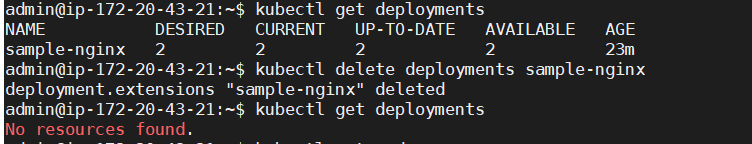 admin@ip-172-20-43-21:~$ kubectl get deployments
NAME DESIRED CURRENT UP-TO-DATE AVAILABLE AGE
sample-nginx 2 2 2 2 23m
admin@ip-172-20-43-21:~$ kubectl delete deployments sample-nginx
deployment.extensions "sample-nginx" deleted
admin@ip-172-20-43-21:~$ kubectl get deployments
No resources found.